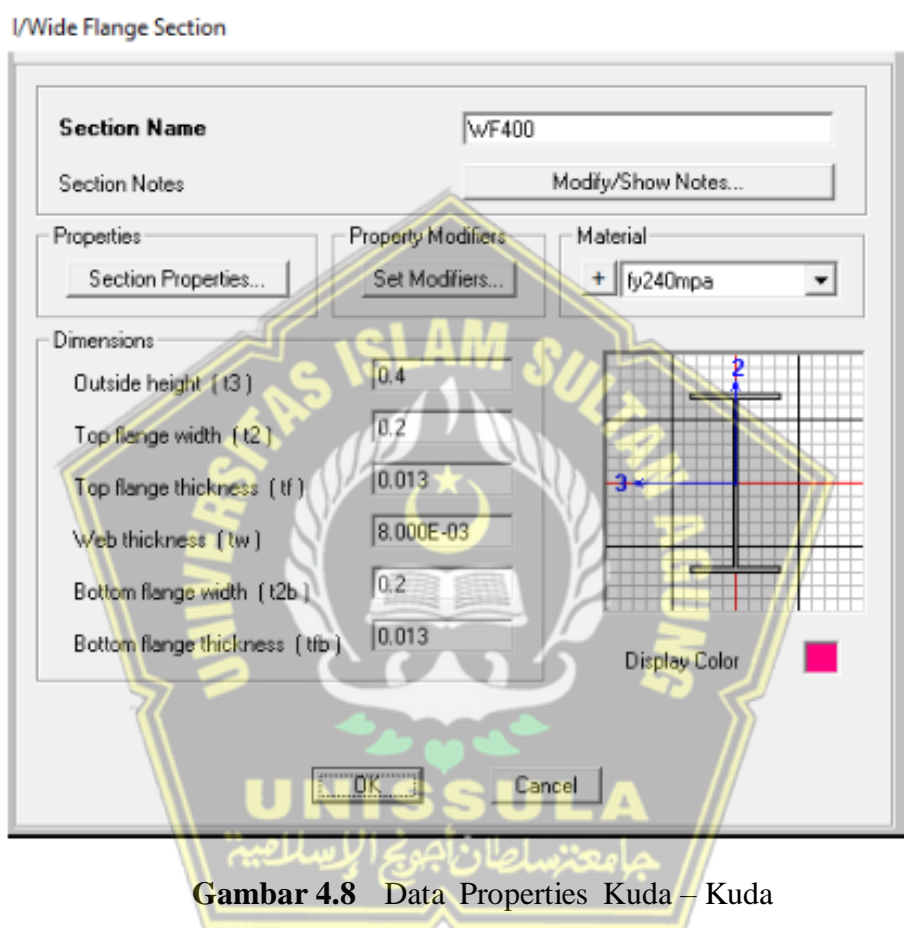 I/Wide Flange Section
Section Name WF400
Section Notes Modify/Show Notes...
Properties Property Modifiers Material
Section Properties... Set Modifiers... + fy240mpa
Dimensions
Outside height ( t3 ) 0.4
Top flange width ( t2 ) 0.2
Top flange thickness ( tf ) 0.013
Web thickness ( tw ) 8.000E-03
Bottom flange width ( t2b ) 0.2
Bottom flange thickness ( tfb ) 0.013
2
3
Display Color
OK Cancel
UNIVERSITAS ISLAM SULTAN AGUNG
UNISSULA
جامعتسلطان أجونج الإسلامية
Gambar 4.8 Data Properties Kuda – Kuda